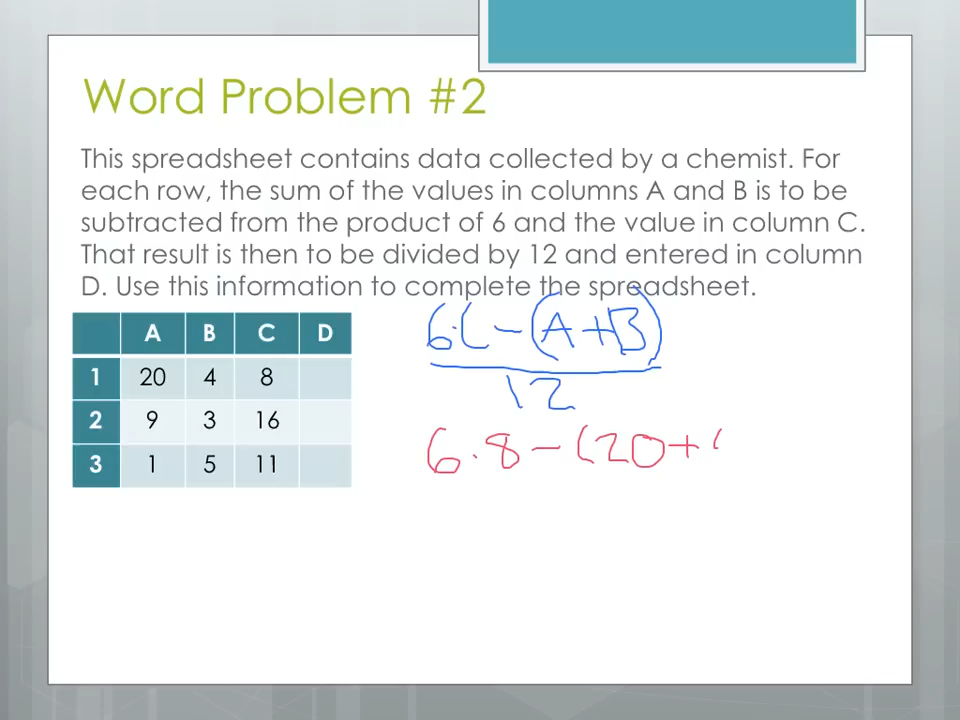 Word Problem #2
This spreadsheet contains data collected by a chemist. For
each row, the sum of the values in columns A and B is to be
subtracted from the product of 6 and the value in column C.
That result is then to be divided by 12 and entered in column
D. Use this information to complete the spreadsheet.
A B C D
1 20 4 8
2 9 3 16
3 1 5 11
6·C-(A+B)
12
6·8-(20+